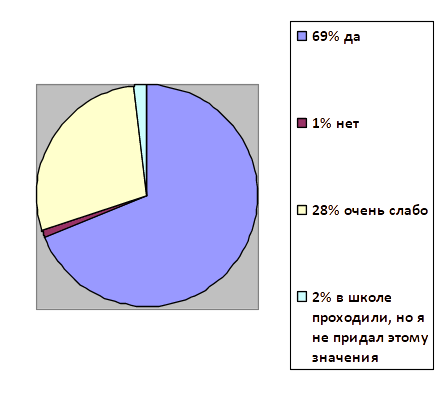 69% да
1% нет
28% очень слабо
2% в школе
проходили, но я
не придал этому
значения